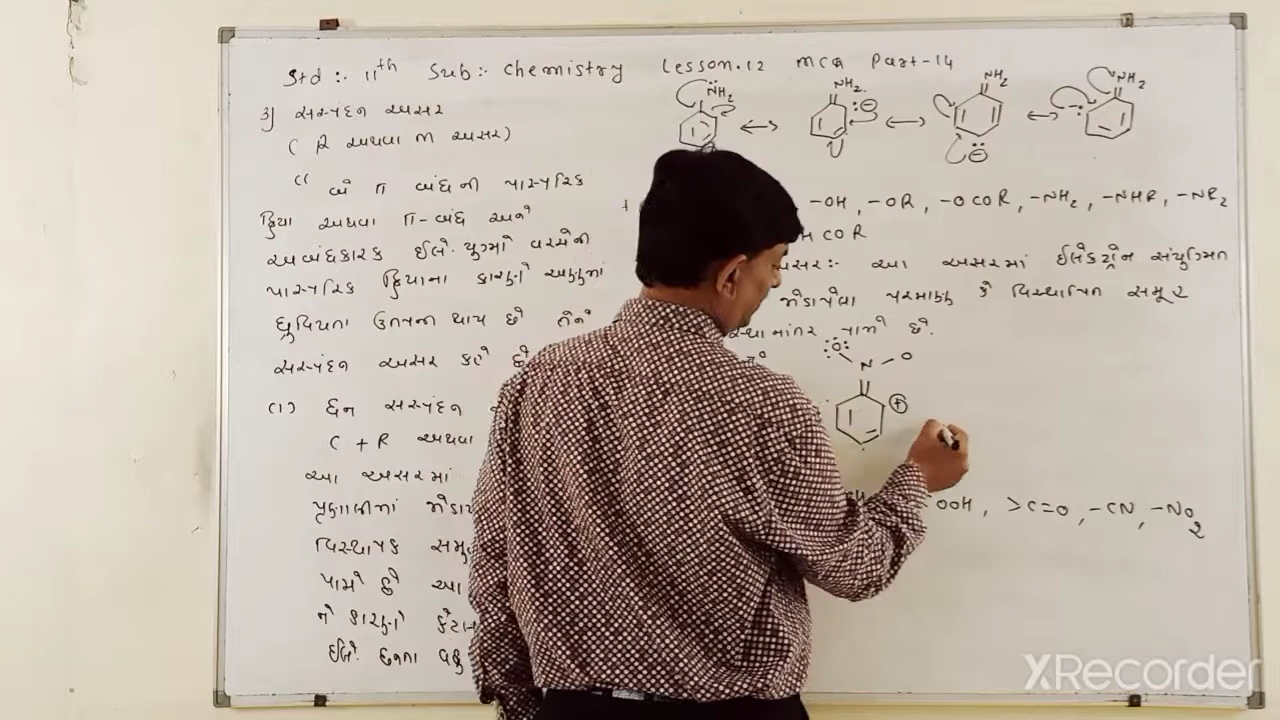 Std :- 11th Sub :- Chemistry Lesson.12 MCQ Part-14
3) સસ્પંદન અસર
( R અથવા M અસર)
" બે π બંધની પારસ્પરિક
ક્રિયા અથવા π-બંધ અને
અબંધકારક ઈલે. યુગ્મો વચ્ચેની
પારસ્પરિક ક્રિયાના કારણે અણુમાં
ધ્રુવિયતા ઉત્પન્ન થાય છે તેને
સસ્પંદન અસર કહે છે
(1) ધન સસ્પંદન
( +R અથવા
આ અસરમાં
પ્રણાલીમાં જોડા
વિસ્થાપક સમૂ
પામે છે આ
ને કારણે કેટલા
ઈલે. ઘનતા વધુ
NH2 NH2 NH2 NH2
-OH, -OR, -OCOR, -NH2, -NHR, -NR2
COR
અસર:- આ અસરમાં ઈલેક્ટ્રોન સંયુગ્મિત
જોડાયેલા પરમાણુ કે વિસ્થાપિત સમૂહ
સ્થાનાંતર પામે છે.
O N O
+
OOH, >C=O, -CN, -NO2
XRecorder